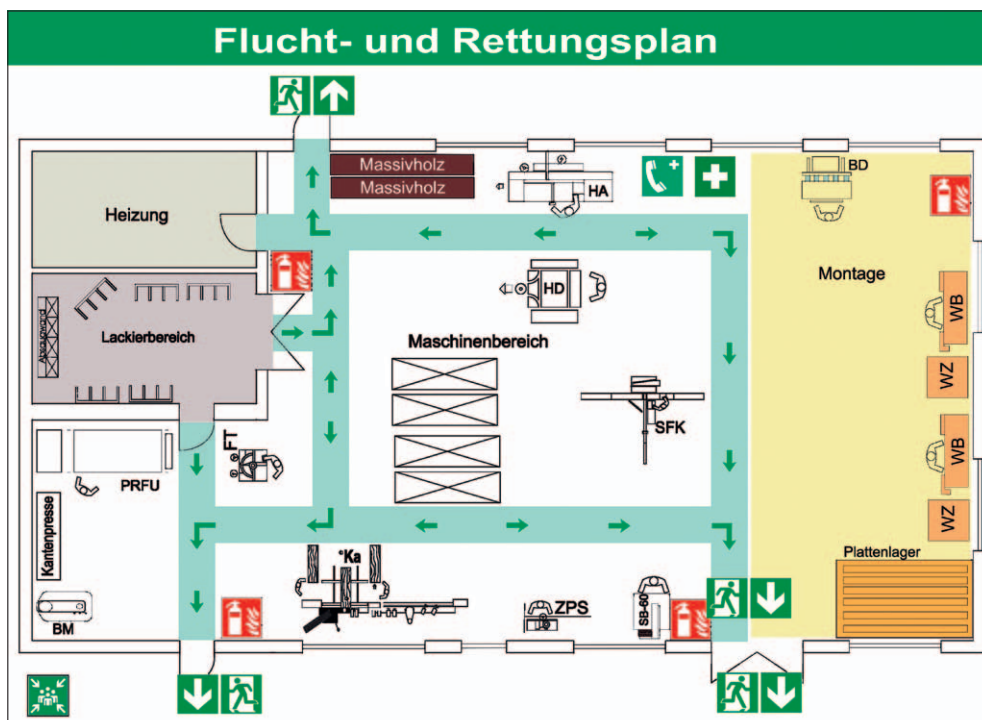 Flucht- und Rettungsplan
Massivholz
Massivholz
HA
BD
Heizung
Montage
HD
WB
Lackierbereich
Absaugwand
Maschinenbereich
WZ
SFK
FT
WB
PRFU
WZ
Kantenpresse
°Ka
Plattenlager
BM
ZPS
SB-60